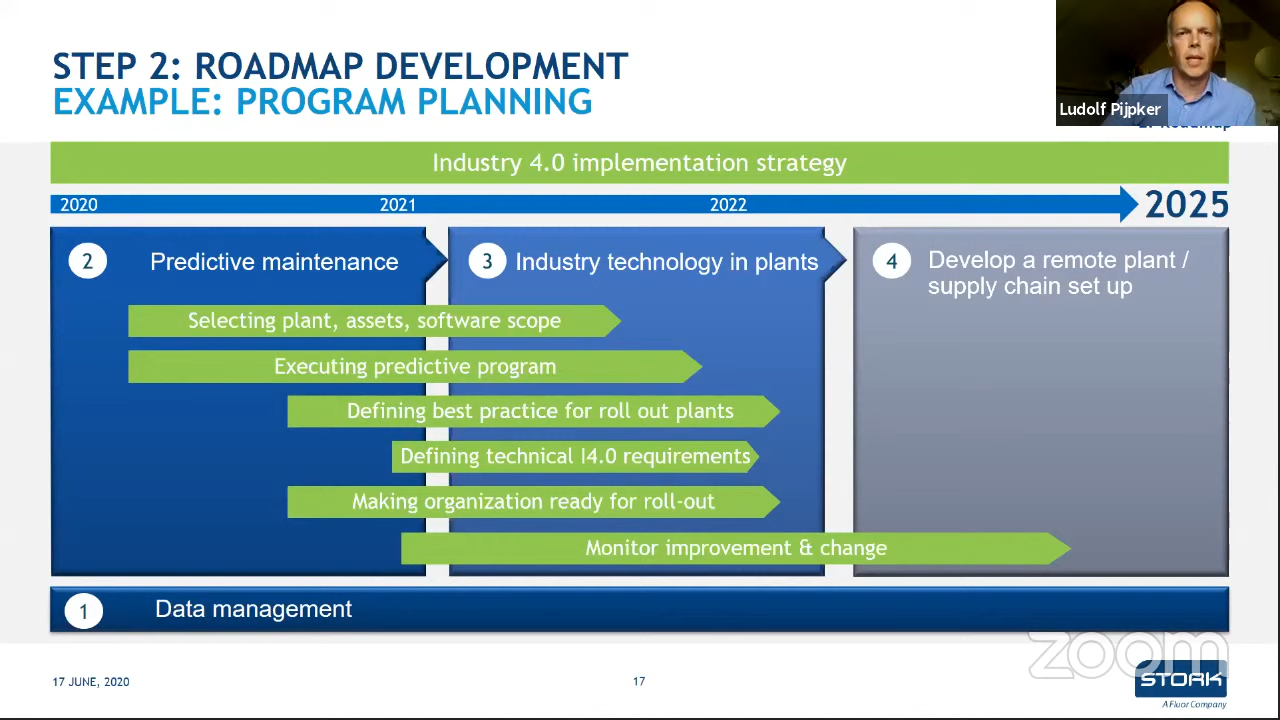 STEP 2: ROADMAP DEVELOPMENT
EXAMPLE: PROGRAM PLANNING
Ludolf Pijpker
2. Roadmap
Industry 4.0 implementation strategy
2020 2021 2022 2025
2 Predictive maintenance
3 Industry technology in plants
4 Develop a remote plant /
supply chain set up
Selecting plant, assets, software scope
Executing predictive program
Defining best practice for roll out plants
Defining technical I4.0 requirements
Making organization ready for roll-out
Monitor improvement & change
1 Data management
zoom
17 JUNE, 2020
17
STORK
A Fluor Company